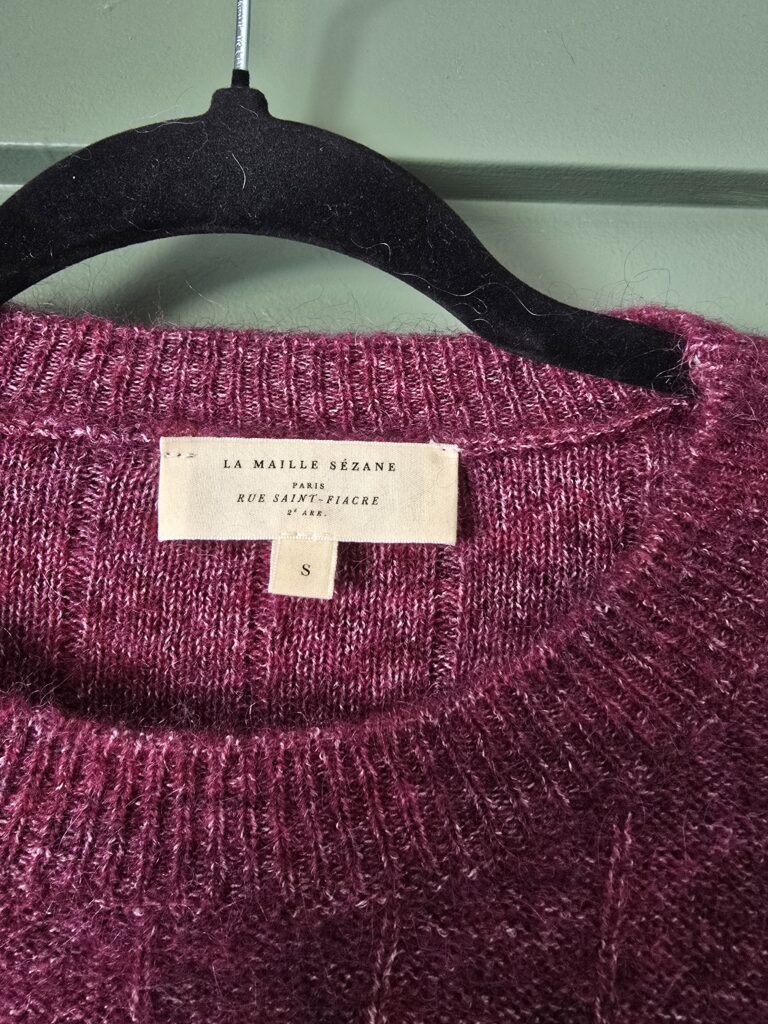 LA MAILLE SÉZANE
PARIS
RUE SAINT-FIACRE
2E ARR.
S